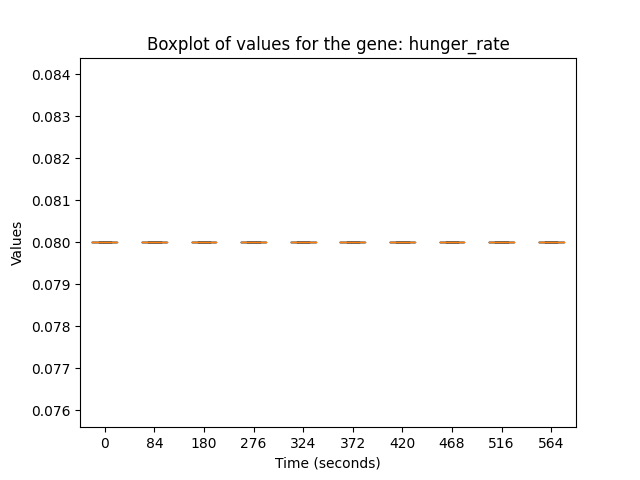 Boxplot of values for the gene: hunger_rate
Values
0.084
0.083
0.082
0.081
0.080
0.079
0.078
0.077
0.076
0 84 180 276 324 372 420 468 516 564
Time (seconds)